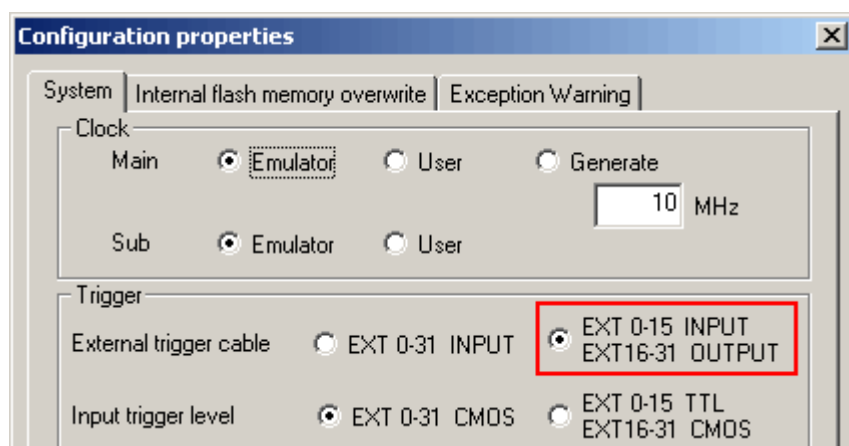 Configuration properties
System Internal flash memory overwrite Exception Warning
Clock
Main Emulator User Generate
10 MHz
Sub Emulator User
Trigger
External trigger cable EXT 0-31 INPUT EXT 0-15 INPUT
EXT16-31 OUTPUT
Input trigger level EXT 0-31 CMOS EXT 0-15 TTL
EXT16-31 CMOS